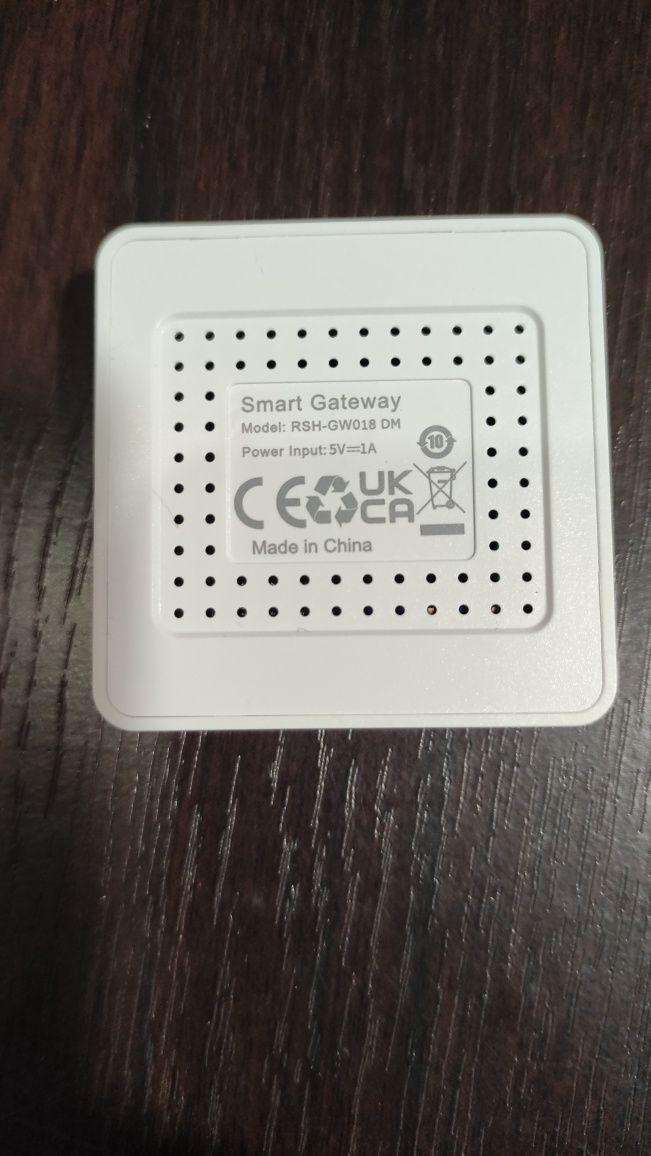 Smart Gateway
Model: RSH-GW018 DM
10
Power Input: 5V⎓1A
CE UK
CA
Made in China